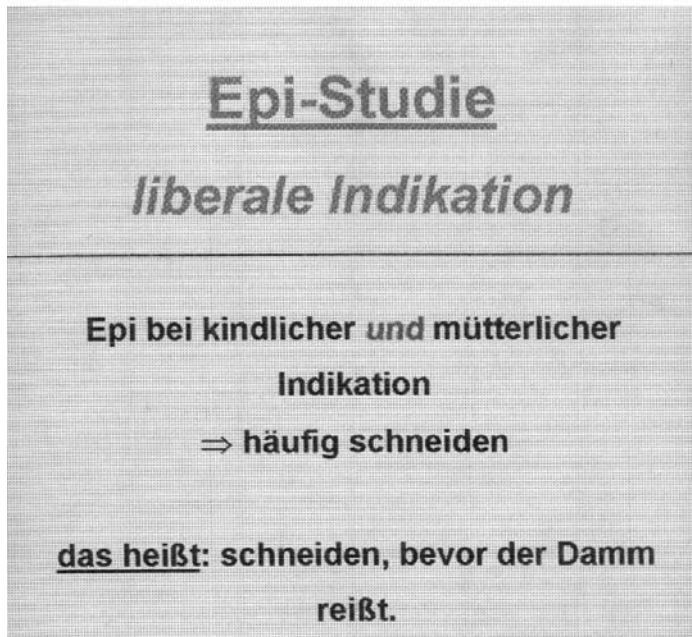 Epi-Studie
liberale Indikation
Epi bei kindlicher und mütterlicher
Indikation
⇒ häufig schneiden
das heißt: schneiden, bevor der Damm
reißt.